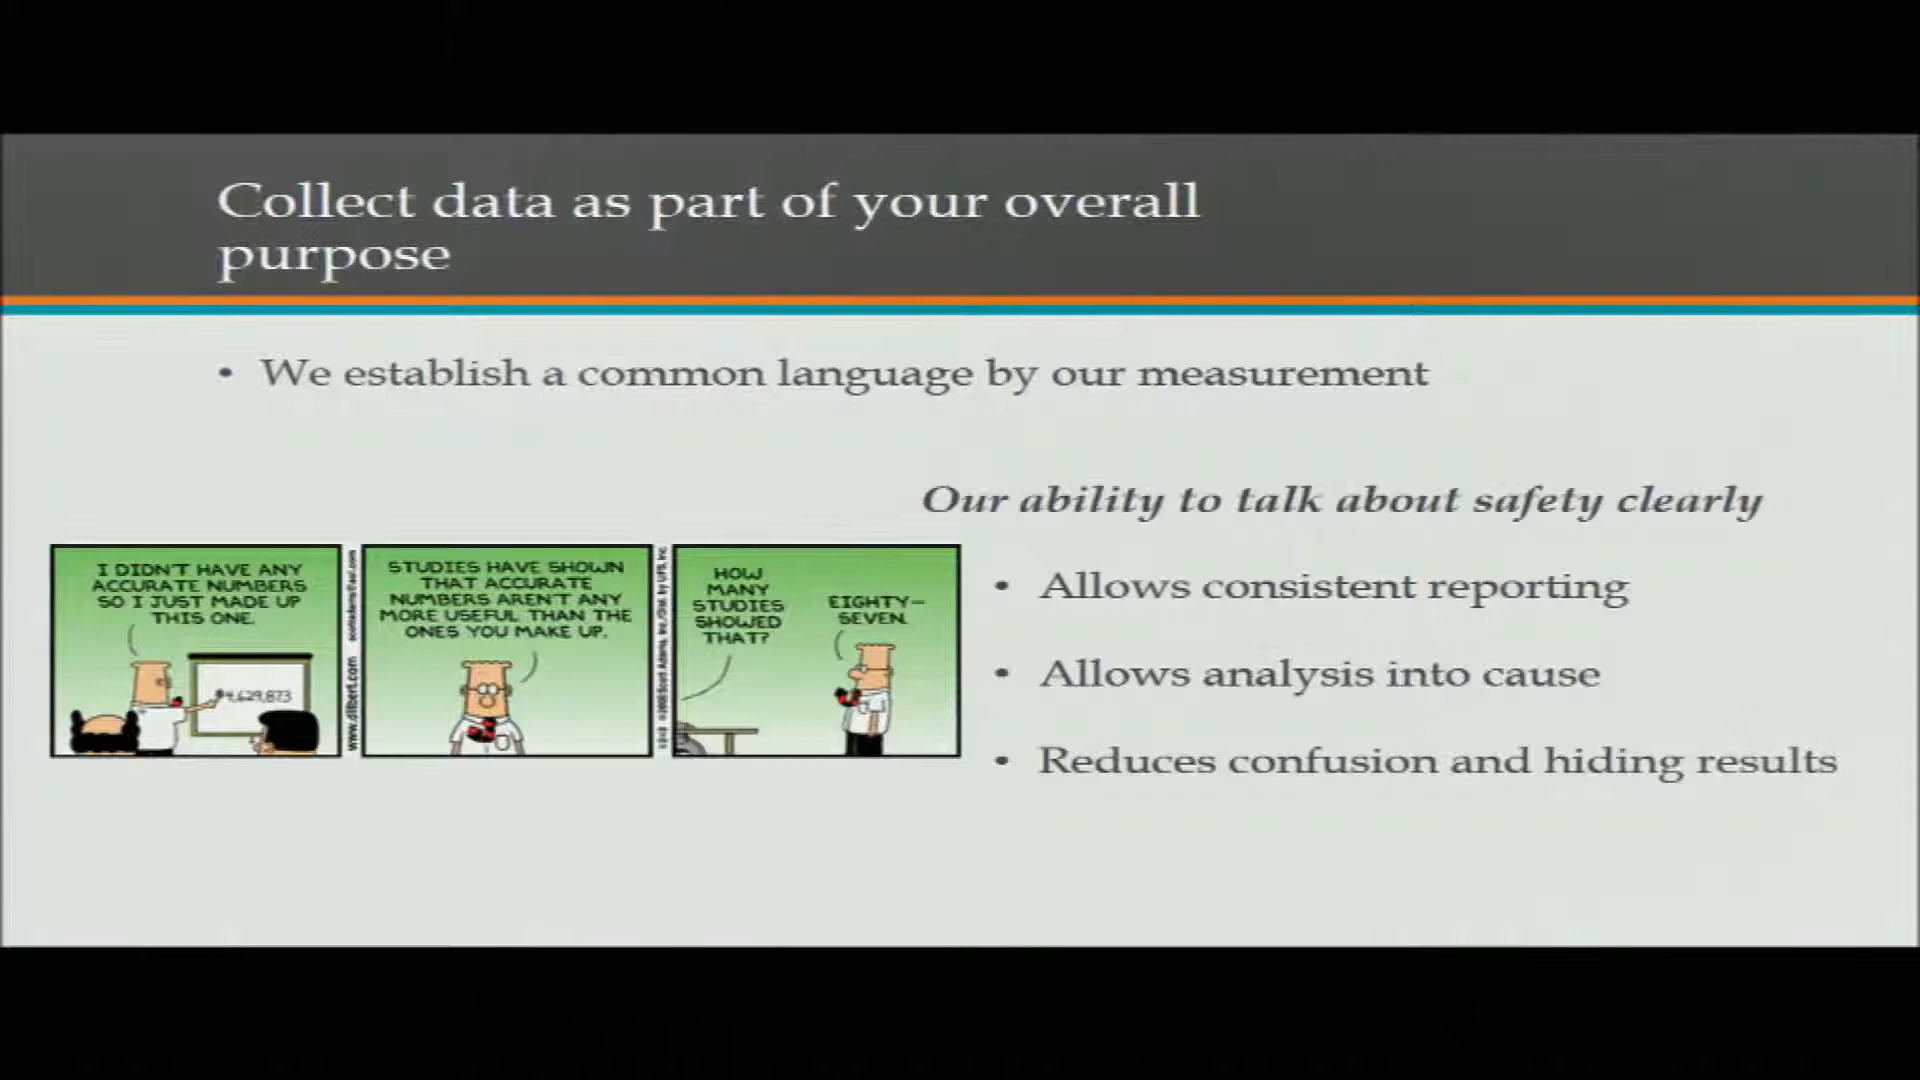 Collect data as part of your overall
purpose
• We establish a common language by our measurement
Our ability to talk about safety clearly
• Allows consistent reporting
• Allows analysis into cause
• Reduces confusion and hiding results
I DIDN'T HAVE ANY
ACCURATE NUMBERS
SO I JUST MADE UP
THIS ONE.
www.dilbert.com
STUDIES HAVE SHOWN
THAT ACCURATE
NUMBERS AREN'T ANY
MORE USEFUL THAN THE
ONES YOU MAKE UP.
HOW
MANY
STUDIES
SHOWED
THAT?
EIGHTY-
SEVEN.